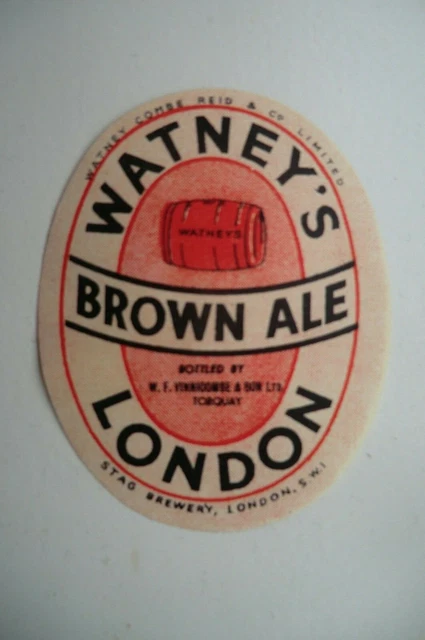 WATNEY COMBE REID & CO LIMITED
WATNEY'S
WATNEY'S
BROWN ALE
BOTTLED BY
W. F. VINNICOMBE & SON LTD
TORQUAY
LONDON
STAG BREWERY, LONDON, S.W.1